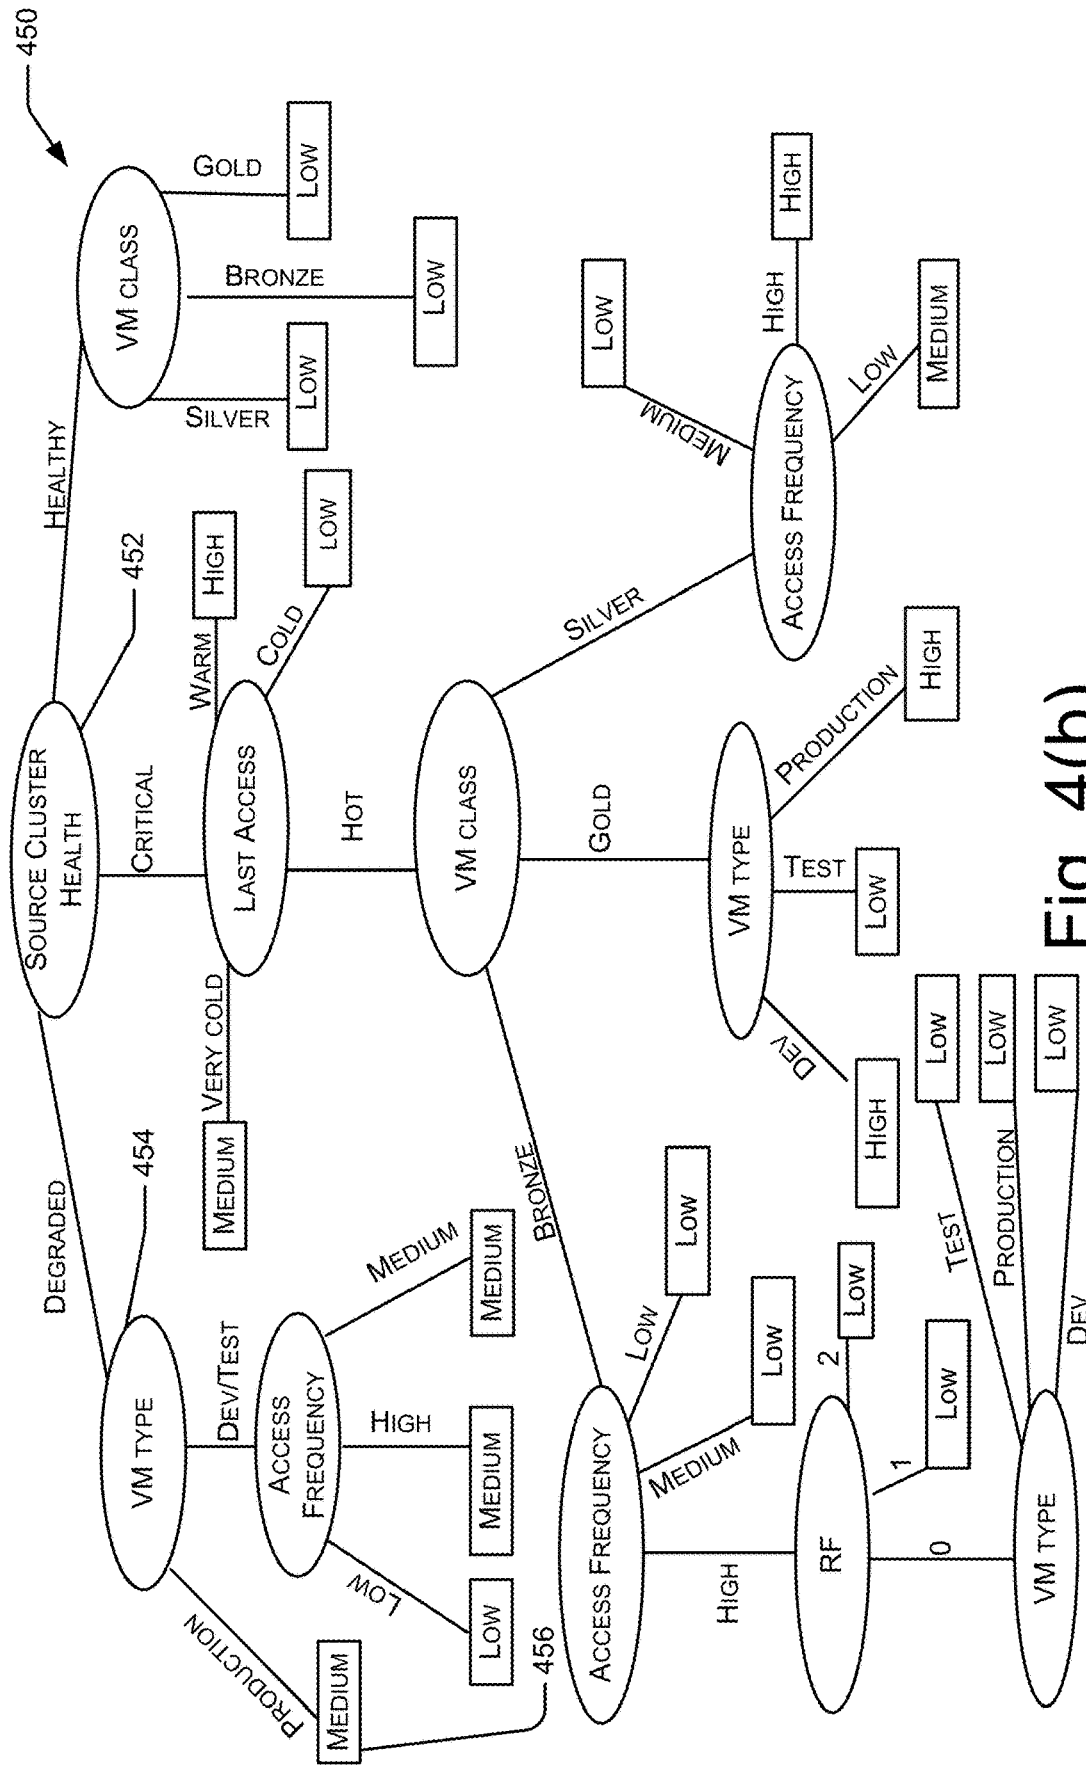 450
SOURCE CLUSTER
HEALTH
452
DEGRADED
CRITICAL
HEALTHY
VM TYPE
454
PRODUCTION
MEDIUM
456
DEV/TEST
ACCESS
FREQUENCY
LOW
LOW
HIGH
MEDIUM
MEDIUM
MEDIUM
LAST ACCESS
VERY COLD
MEDIUM
WARM
HIGH
COLD
LOW
HOT
VM CLASS
SILVER
LOW
BRONZE
LOW
GOLD
LOW
VM CLASS
BRONZE
GOLD
SILVER
ACCESS FREQUENCY
LOW
LOW
MEDIUM
LOW
HIGH
RF
2
LOW
1
LOW
0
VM TYPE
TEST
LOW
PRODUCTION
LOW
DEV
LOW
VM TYPE
DEV
HIGH
TEST
LOW
PRODUCTION
HIGH
ACCESS FREQUENCY
MEDIUM
LOW
HIGH
HIGH
LOW
MEDIUM
Fig. 4(b)